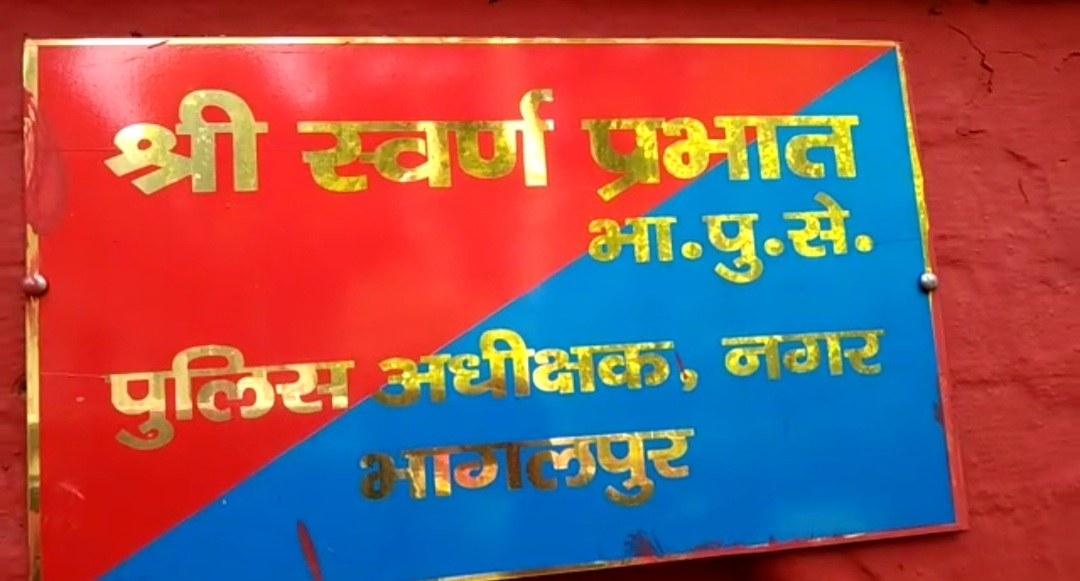 श्री स्वर्ण प्रभात
भा.पु.से.
पुलिस अधीक्षक, नगर
भागलपुर